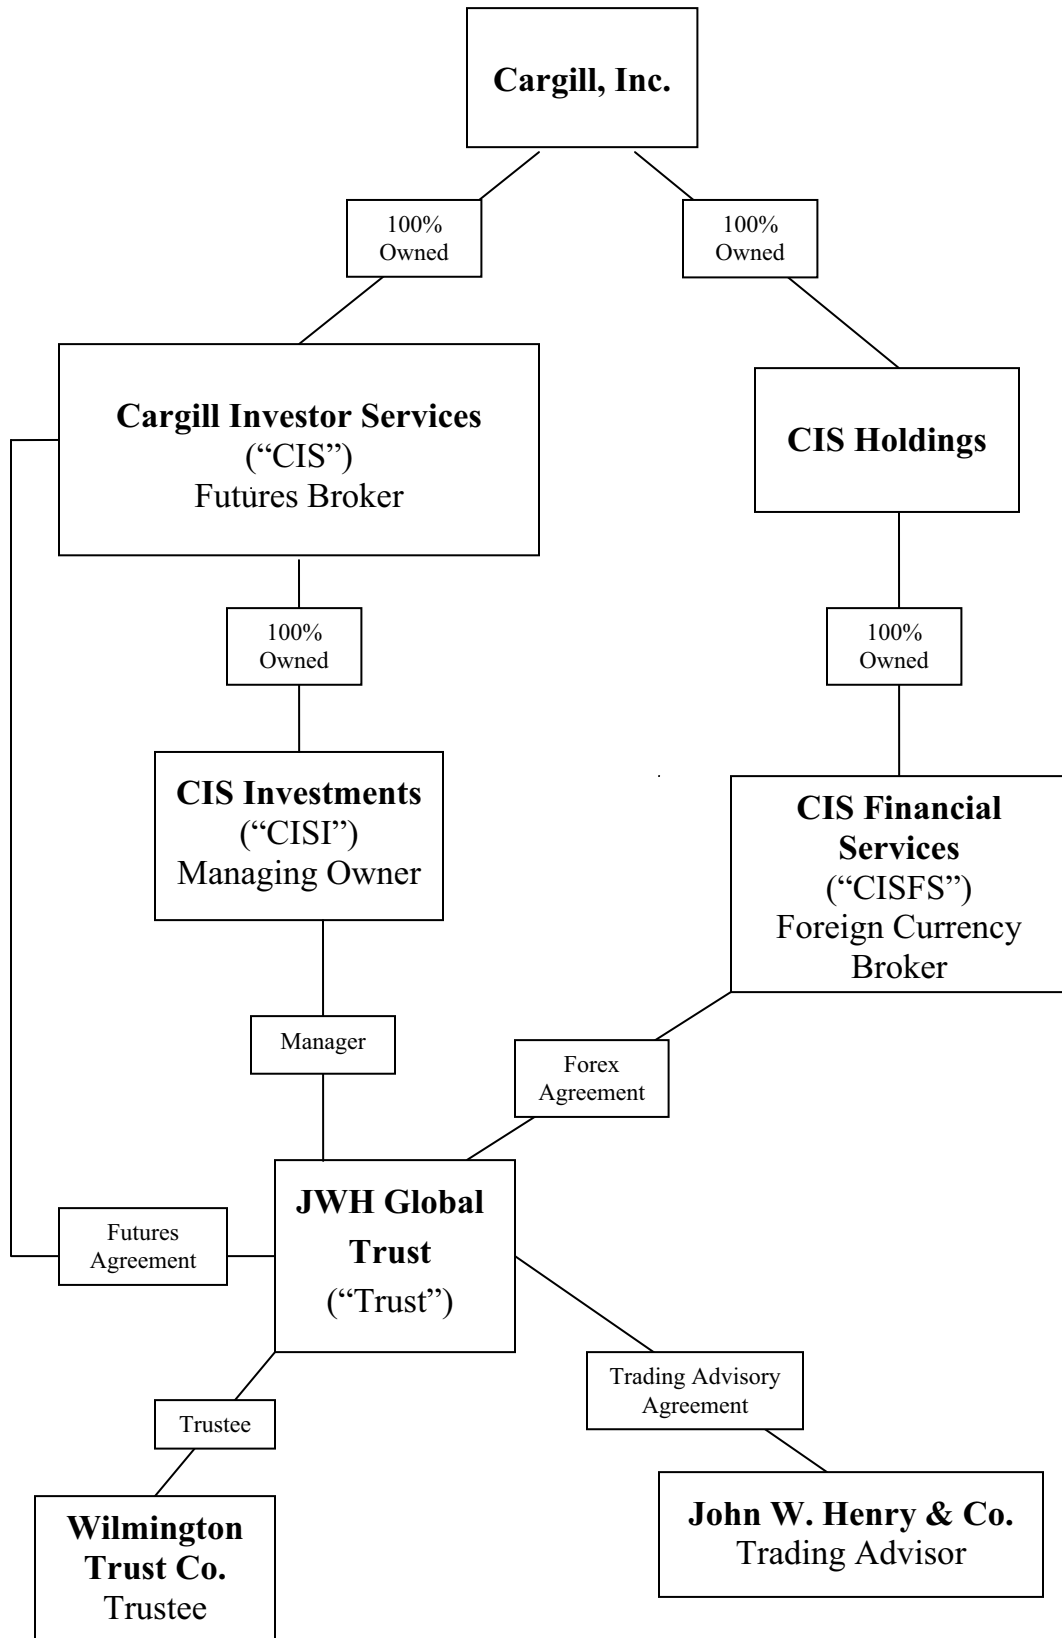 Cargill, Inc.
100%
Owned
100%
Owned
Cargill Investor Services
(“CIS”)
Futures Broker
CIS Holdings
100%
Owned
100%
Owned
CIS Investments
(“CISI”)
Managing Owner
CIS Financial
Services
(“CISFS”)
Foreign Currency
Broker
Manager
Forex
Agreement
JWH Global
Trust
(“Trust”)
Futures
Agreement
Trading Advisory
Agreement
Trustee
Wilmington
Trust Co.
Trustee
John W. Henry & Co.
Trading Advisor